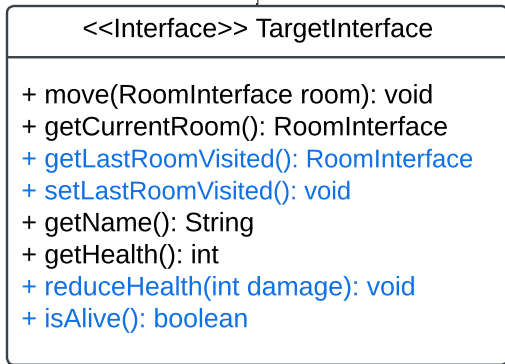 <<Interface>> TargetInterface
+ move(RoomInterface room): void
+ getCurrentRoom(): RoomInterface
+ getLastRoomVisited(): RoomInterface
+ setLastRoomVisited(): void
+ getName(): String
+ getHealth(): int
+ reduceHealth(int damage): void
+ isAlive(): boolean